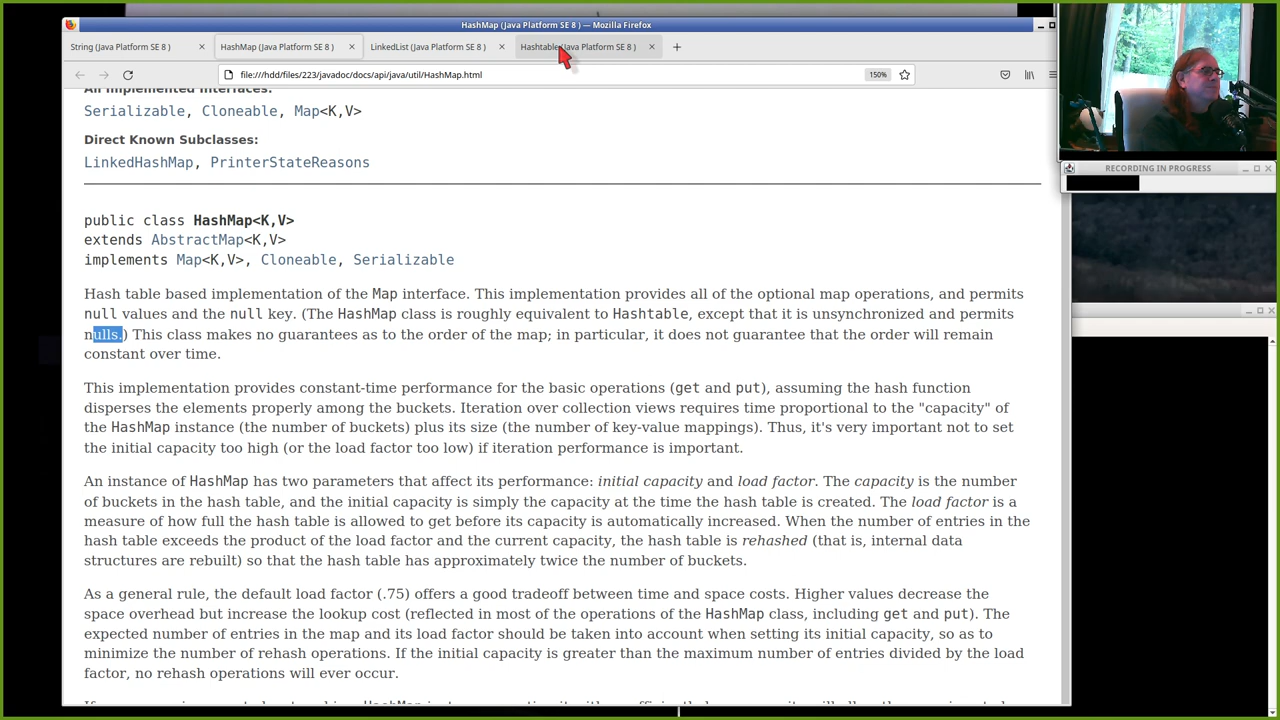 HashMap (Java Platform SE 8 ) — Mozilla Firefox
String (Java Platform SE 8 )
HashMap (Java Platform SE 8 )
LinkedList (Java Platform SE 8 )
Hashtable (Java Platform SE 8 )
file:///hdd/files/223/javadoc/docs/api/java/util/HashMap.html
150%
RECORDING IN PROGRESS
All Implemented Interfaces:
Serializable, Cloneable, Map<K,V>
Direct Known Subclasses:
LinkedHashMap, PrinterStateReasons
public class HashMap<K,V>
extends AbstractMap<K,V>
implements Map<K,V>, Cloneable, Serializable
Hash table based implementation of the Map interface. This implementation provides all of the optional map operations, and permits
null values and the null key. (The HashMap class is roughly equivalent to Hashtable, except that it is unsynchronized and permits
nulls.) This class makes no guarantees as to the order of the map; in particular, it does not guarantee that the order will remain
constant over time.
This implementation provides constant-time performance for the basic operations (get and put), assuming the hash function
disperses the elements properly among the buckets. Iteration over collection views requires time proportional to the "capacity" of
the HashMap instance (the number of buckets) plus its size (the number of key-value mappings). Thus, it's very important not to set
the initial capacity too high (or the load factor too low) if iteration performance is important.
An instance of HashMap has two parameters that affect its performance: initial capacity and load factor. The capacity is the number
of buckets in the hash table, and the initial capacity is simply the capacity at the time the hash table is created. The load factor is a
measure of how full the hash table is allowed to get before its capacity is automatically increased. When the number of entries in the
hash table exceeds the product of the load factor and the current capacity, the hash table is rehashed (that is, internal data
structures are rebuilt) so that the hash table has approximately twice the number of buckets.
As a general rule, the default load factor (.75) offers a good tradeoff between time and space costs. Higher values decrease the
space overhead but increase the lookup cost (reflected in most of the operations of the HashMap class, including get and put). The
expected number of entries in the map and its load factor should be taken into account when setting its initial capacity, so as to
minimize the number of rehash operations. If the initial capacity is greater than the maximum number of entries divided by the load
factor, no rehash operations will ever occur.